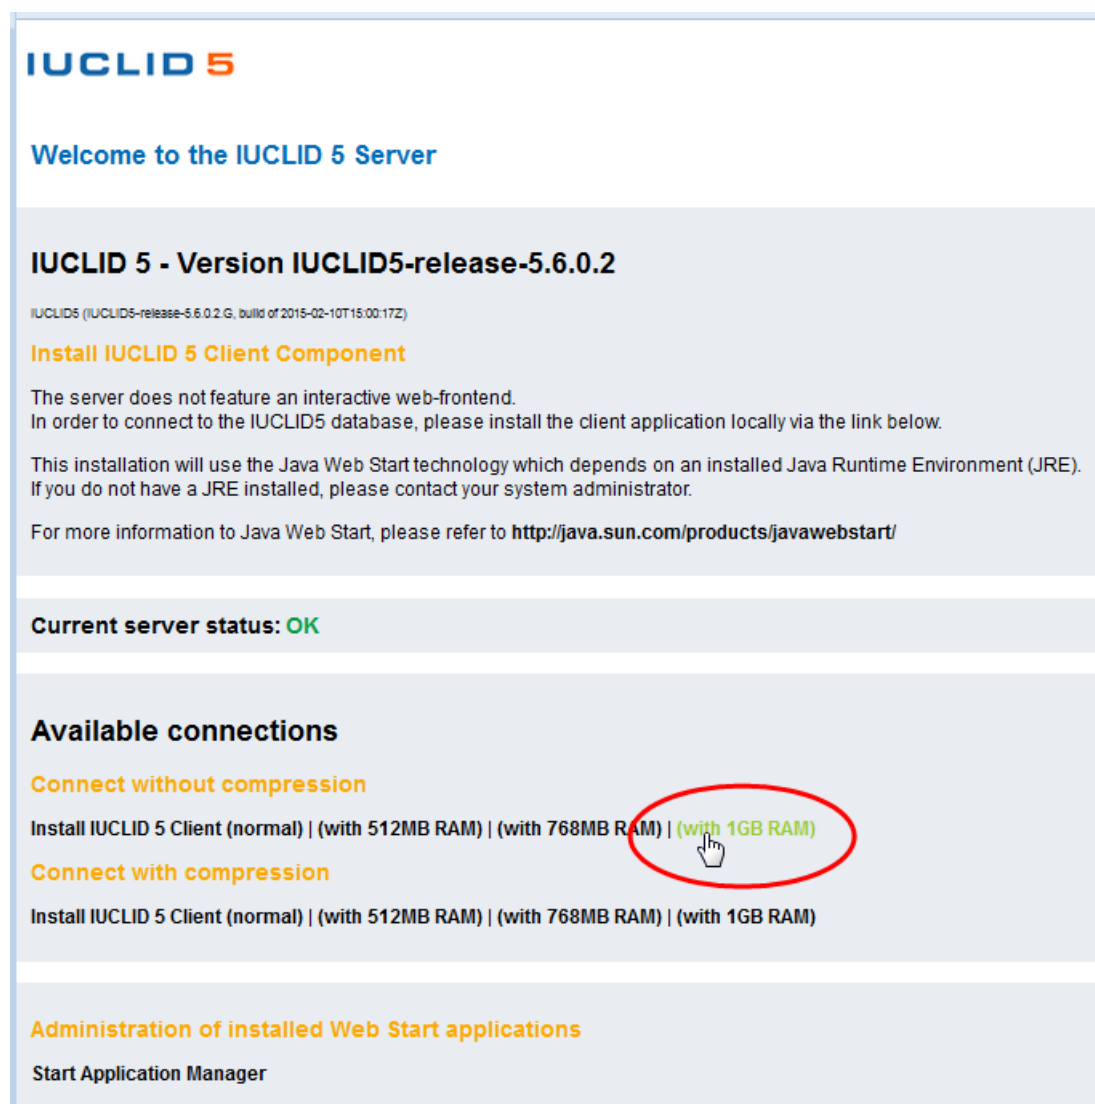 IUCLID 5
Welcome to the IUCLID 5 Server
IUCLID 5 - Version IUCLID5-release-5.6.0.2
IUCLID5 (IUCLID5-release-5.6.0.2.G, build of 2015-02-10T15:00:17Z)
Install IUCLID 5 Client Component
The server does not feature an interactive web-frontend.
In order to connect to the IUCLID5 database, please install the client application locally via the link below.
This installation will use the Java Web Start technology which depends on an installed Java Runtime Environment (JRE).
If you do not have a JRE installed, please contact your system administrator.
For more information to Java Web Start, please refer to http://java.sun.com/products/javawebstart/
Current server status: OK
Available connections
Connect without compression
Install IUCLID 5 Client (normal) | (with 512MB RAM) | (with 768MB RAM) | (with 1GB RAM)
Connect with compression
Install IUCLID 5 Client (normal) | (with 512MB RAM) | (with 768MB RAM) | (with 1GB RAM)
Administration of installed Web Start applications
Start Application Manager